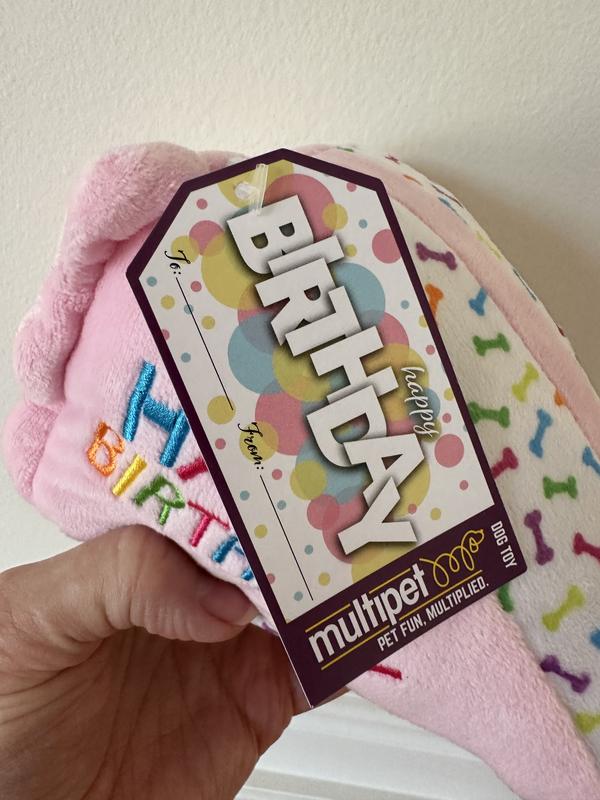 To:
From:
happy
BIRTHDAY
multipet
PET FUN, MULTIPLIED.
DOG TOY
BIRTH